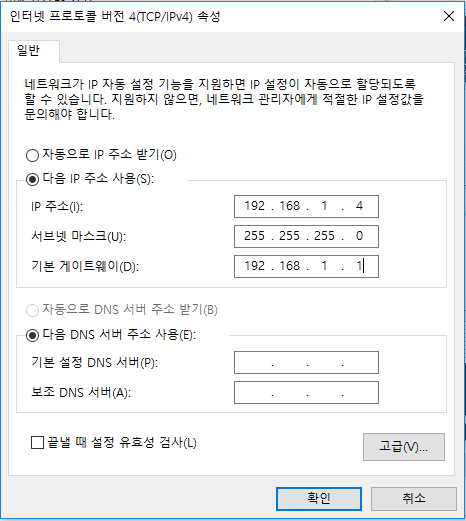 인터넷 프로토콜 버전 4(TCP/IPv4) 속성
일반
네트워크가 IP 자동 설정 기능을 지원하면 IP 설정이 자동으로 할당되도록
할 수 있습니다. 지원하지 않으면, 네트워크 관리자에게 적절한 IP 설정값을
문의해야 합니다.
자동으로 IP 주소 받기(O)
다음 IP 주소 사용(S):
IP 주소(I): 192 . 168 . 1 . 4
서브넷 마스크(U): 255 . 255 . 255 . 0
기본 게이트웨이(D): 192 . 168 . 1 . 1
자동으로 DNS 서버 주소 받기(B)
다음 DNS 서버 주소 사용(E):
기본 설정 DNS 서버(P): . . .
보조 DNS 서버(A): . . .
끝낼 때 설정 유효성 검사(L)
고급(V)...
확인 취소